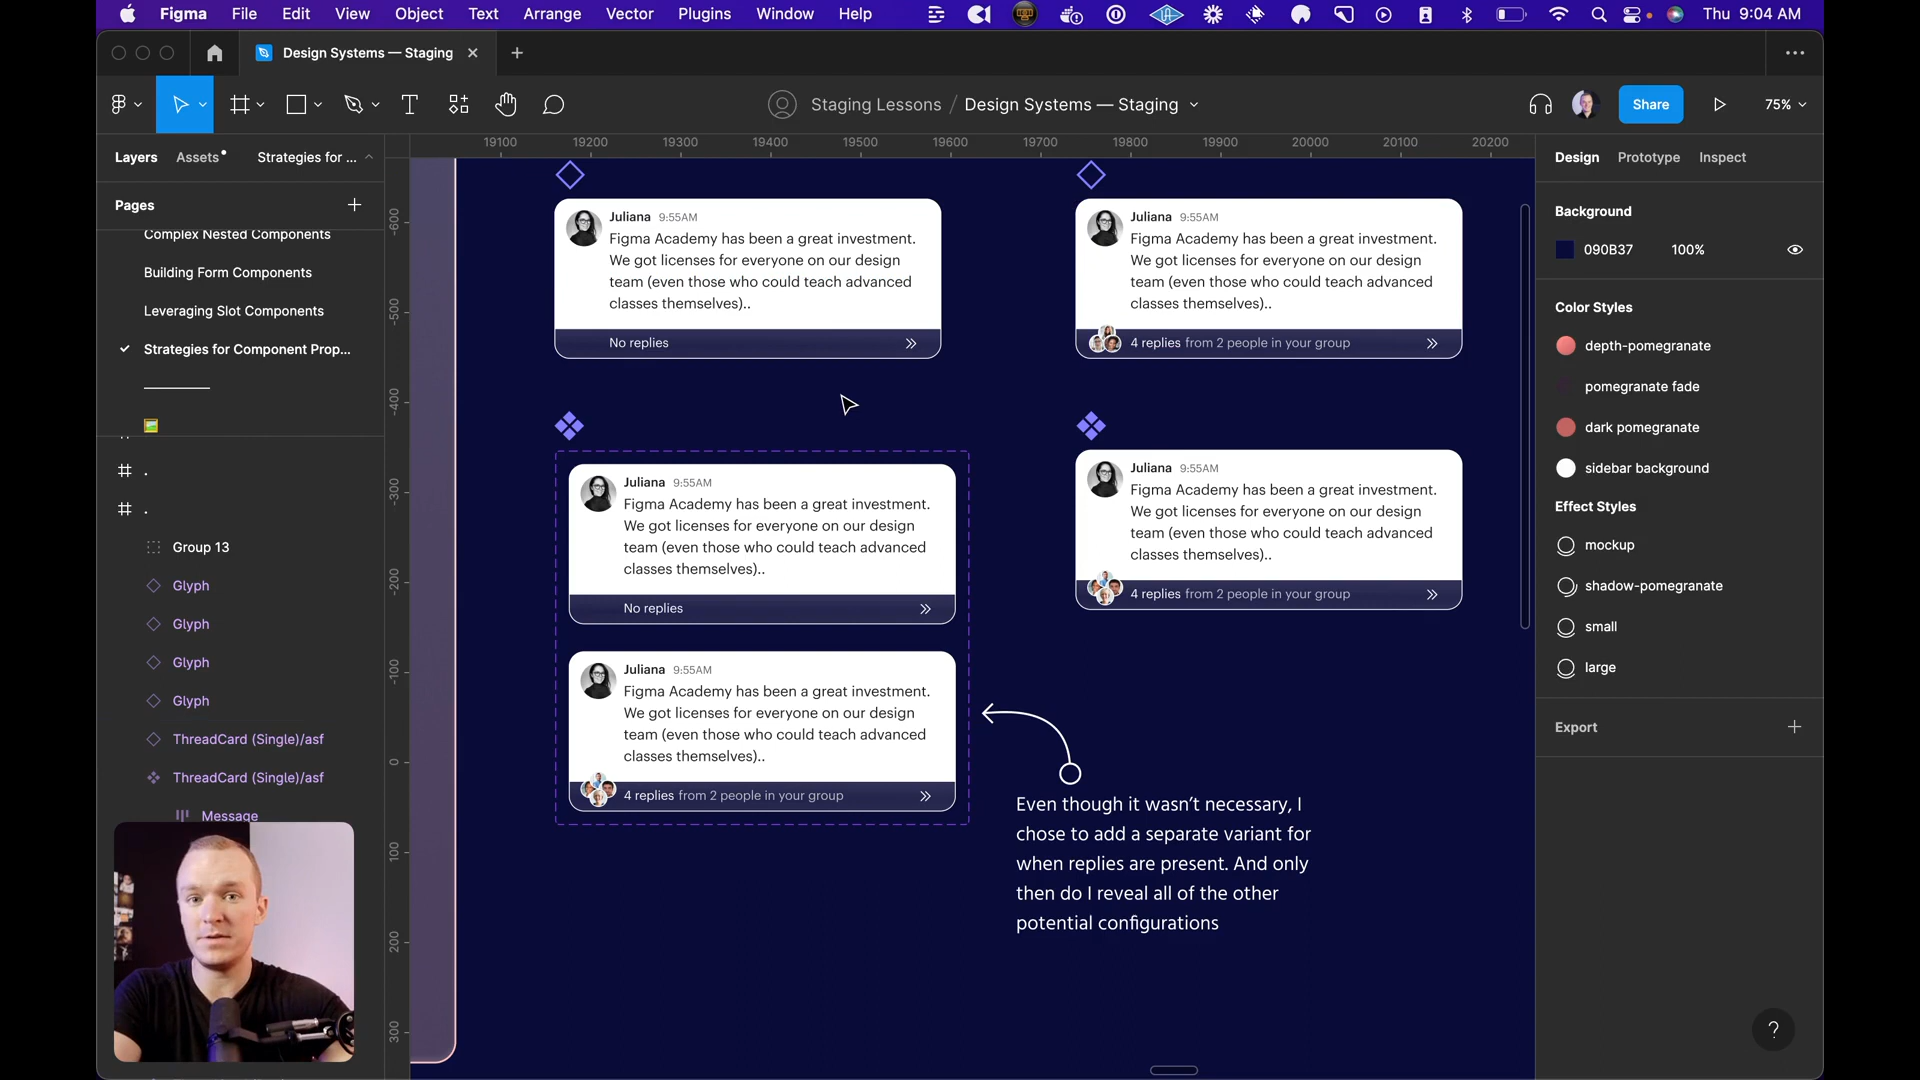 Figma File Edit View Object Text Arrange Vector Plugins Window Help Thu 9:04 AM
Design Systems — Staging
Staging Lessons / Design Systems — Staging
Share
75%
Layers Assets Strategies for ...
19100 19200 19300 19400 19500 19600 19700 19800 19900 20000 20100 20200
Design Prototype Inspect
Pages
Complex Nested Components
Building Form Components
Leveraging Slot Components
Strategies for Component Prop...
.
.
Group 13
Glyph
Glyph
Glyph
Glyph
ThreadCard (Single)/asf
ThreadCard (Single)/asf
Message
-600
-500
-400
-300
-200
-100
0
100
200
300
Juliana 9:55AM
Figma Academy has been a great investment.
We got licenses for everyone on our design
team (even those who could teach advanced
classes themselves)..
No replies
Juliana 9:55AM
Figma Academy has been a great investment.
We got licenses for everyone on our design
team (even those who could teach advanced
classes themselves)..
4 replies from 2 people in your group
Juliana 9:55AM
Figma Academy has been a great investment.
We got licenses for everyone on our design
team (even those who could teach advanced
classes themselves)..
No replies
Juliana 9:55AM
Figma Academy has been a great investment.
We got licenses for everyone on our design
team (even those who could teach advanced
classes themselves)..
4 replies from 2 people in your group
Juliana 9:55AM
Figma Academy has been a great investment.
We got licenses for everyone on our design
team (even those who could teach advanced
classes themselves)..
4 replies from 2 people in your group
Even though it wasn't necessary, I
chose to add a separate variant for
when replies are present. And only
then do I reveal all of the other
potential configurations
Background
090B37 100%
Color Styles
depth-pomegranate
pomegranate fade
dark pomegranate
sidebar background
Effect Styles
mockup
shadow-pomegranate
small
large
Export
?